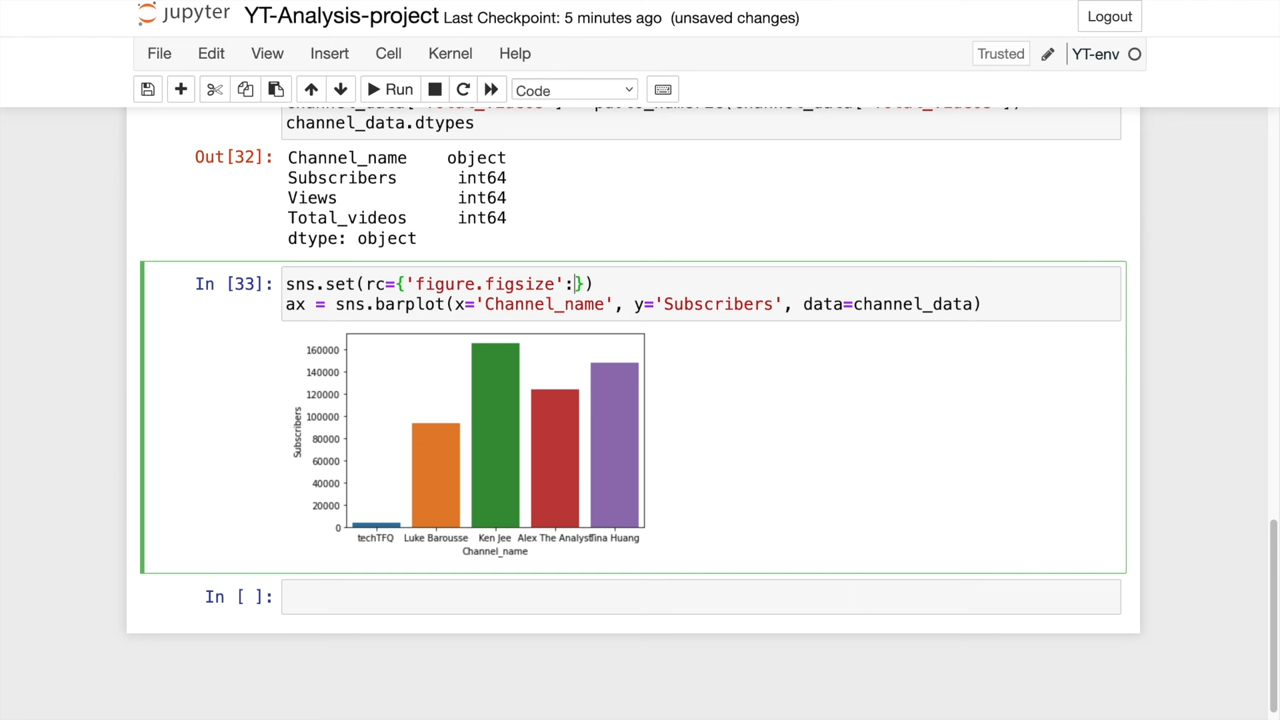 jupyter YT-Analysis-project Last Checkpoint: 5 minutes ago (unsaved changes) Logout
File Edit View Insert Cell Kernel Help Trusted YT-env
Run Code
channel_data.dtypes
Out[32]: Channel_name object
Subscribers int64
Views int64
Total_videos int64
dtype: object
In [33]: sns.set(rc={'figure.figsize':})
ax = sns.barplot(x='Channel_name', y='Subscribers', data=channel_data)
160000
140000
120000
100000
80000
60000
40000
20000
0
Subscribers
techTFQ Luke Barousse Ken Jee Alex The Analyst Tina Huang
Channel_name
In [ ]: